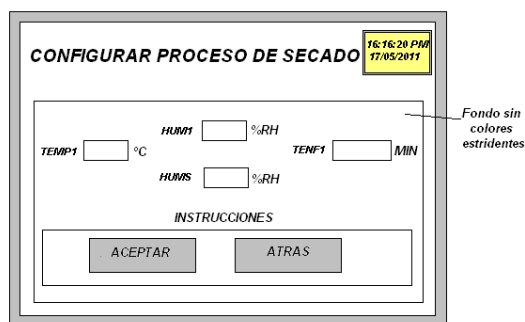 CONFIGURAR PROCESO DE SECADO
16:16:20 PM
17/05/2011
Fondo sin
colores
estridentes
HUM1 %RH
TEMP1 °C
TENF1 MIN
HUMS %RH
INSTRUCCIONES
ACEPTAR ATRAS